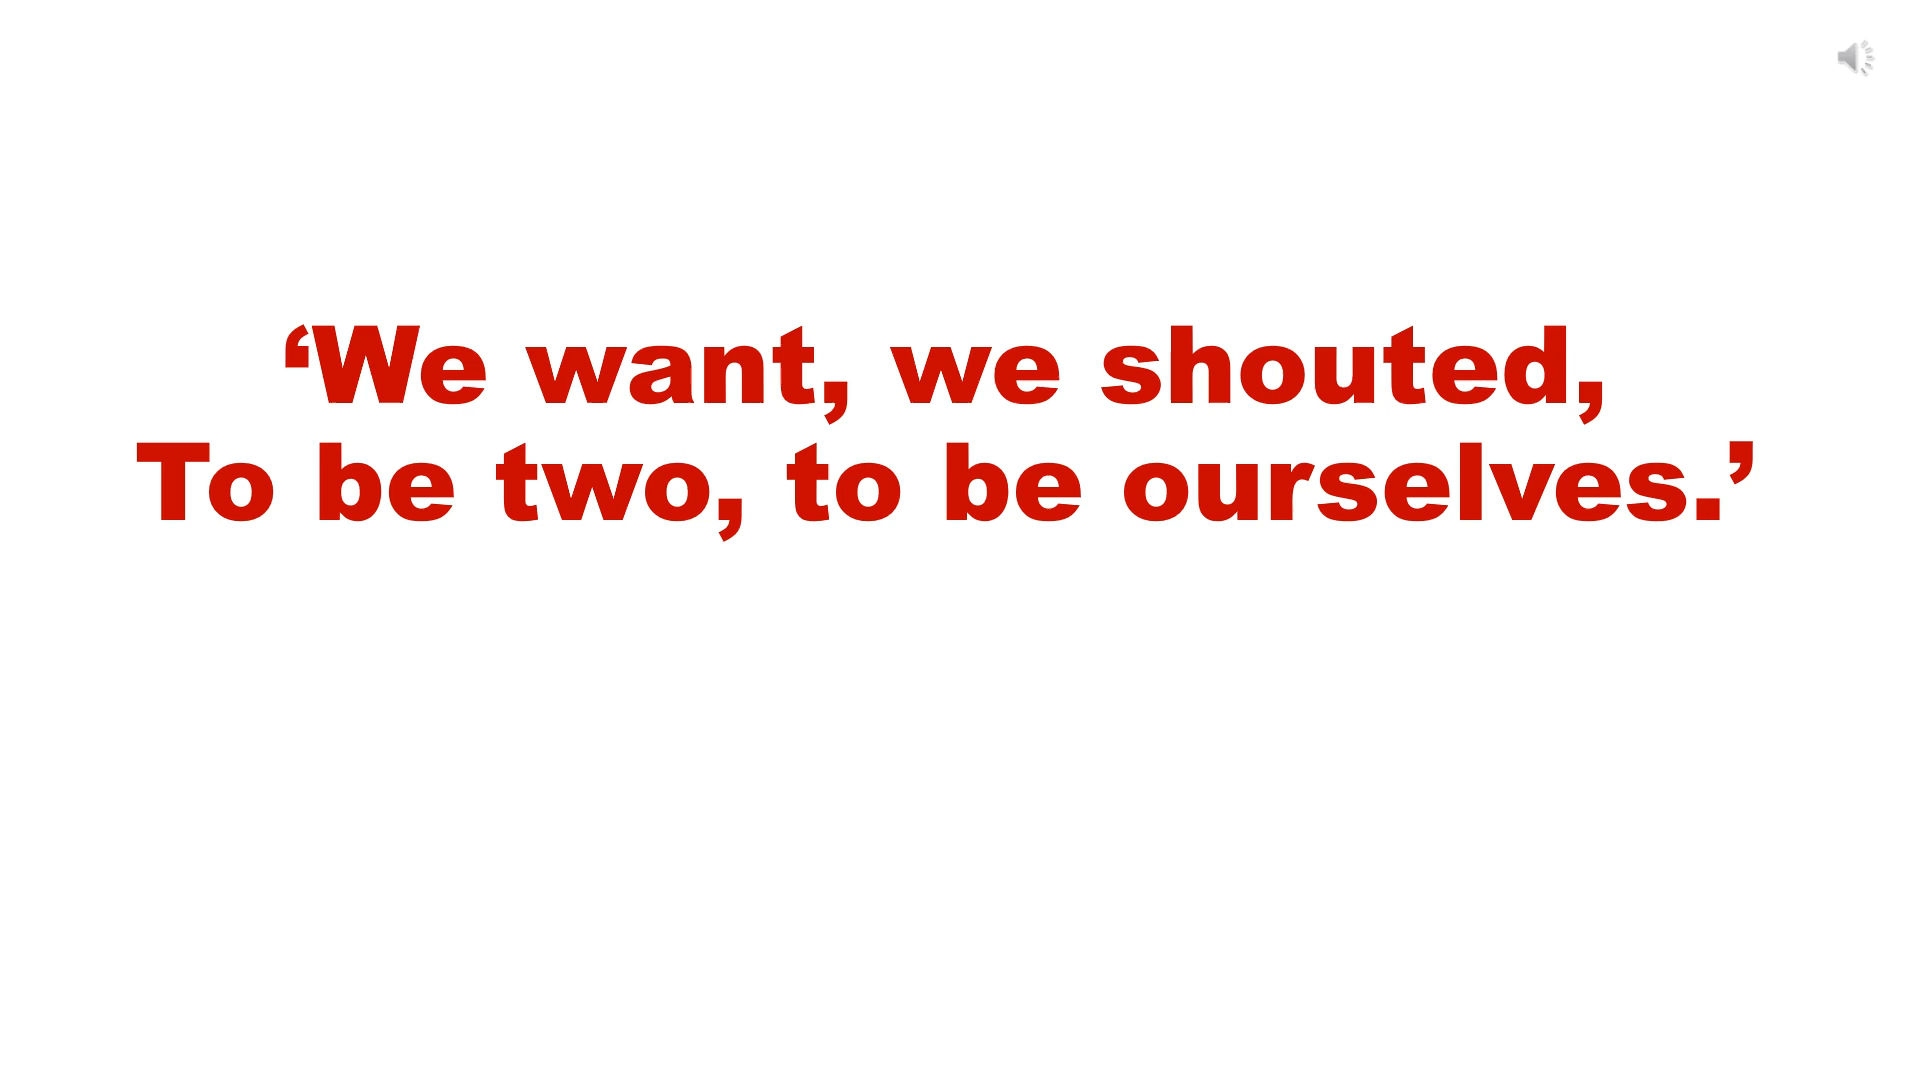 ‘We want, we shouted,
To be two, to be ourselves.’